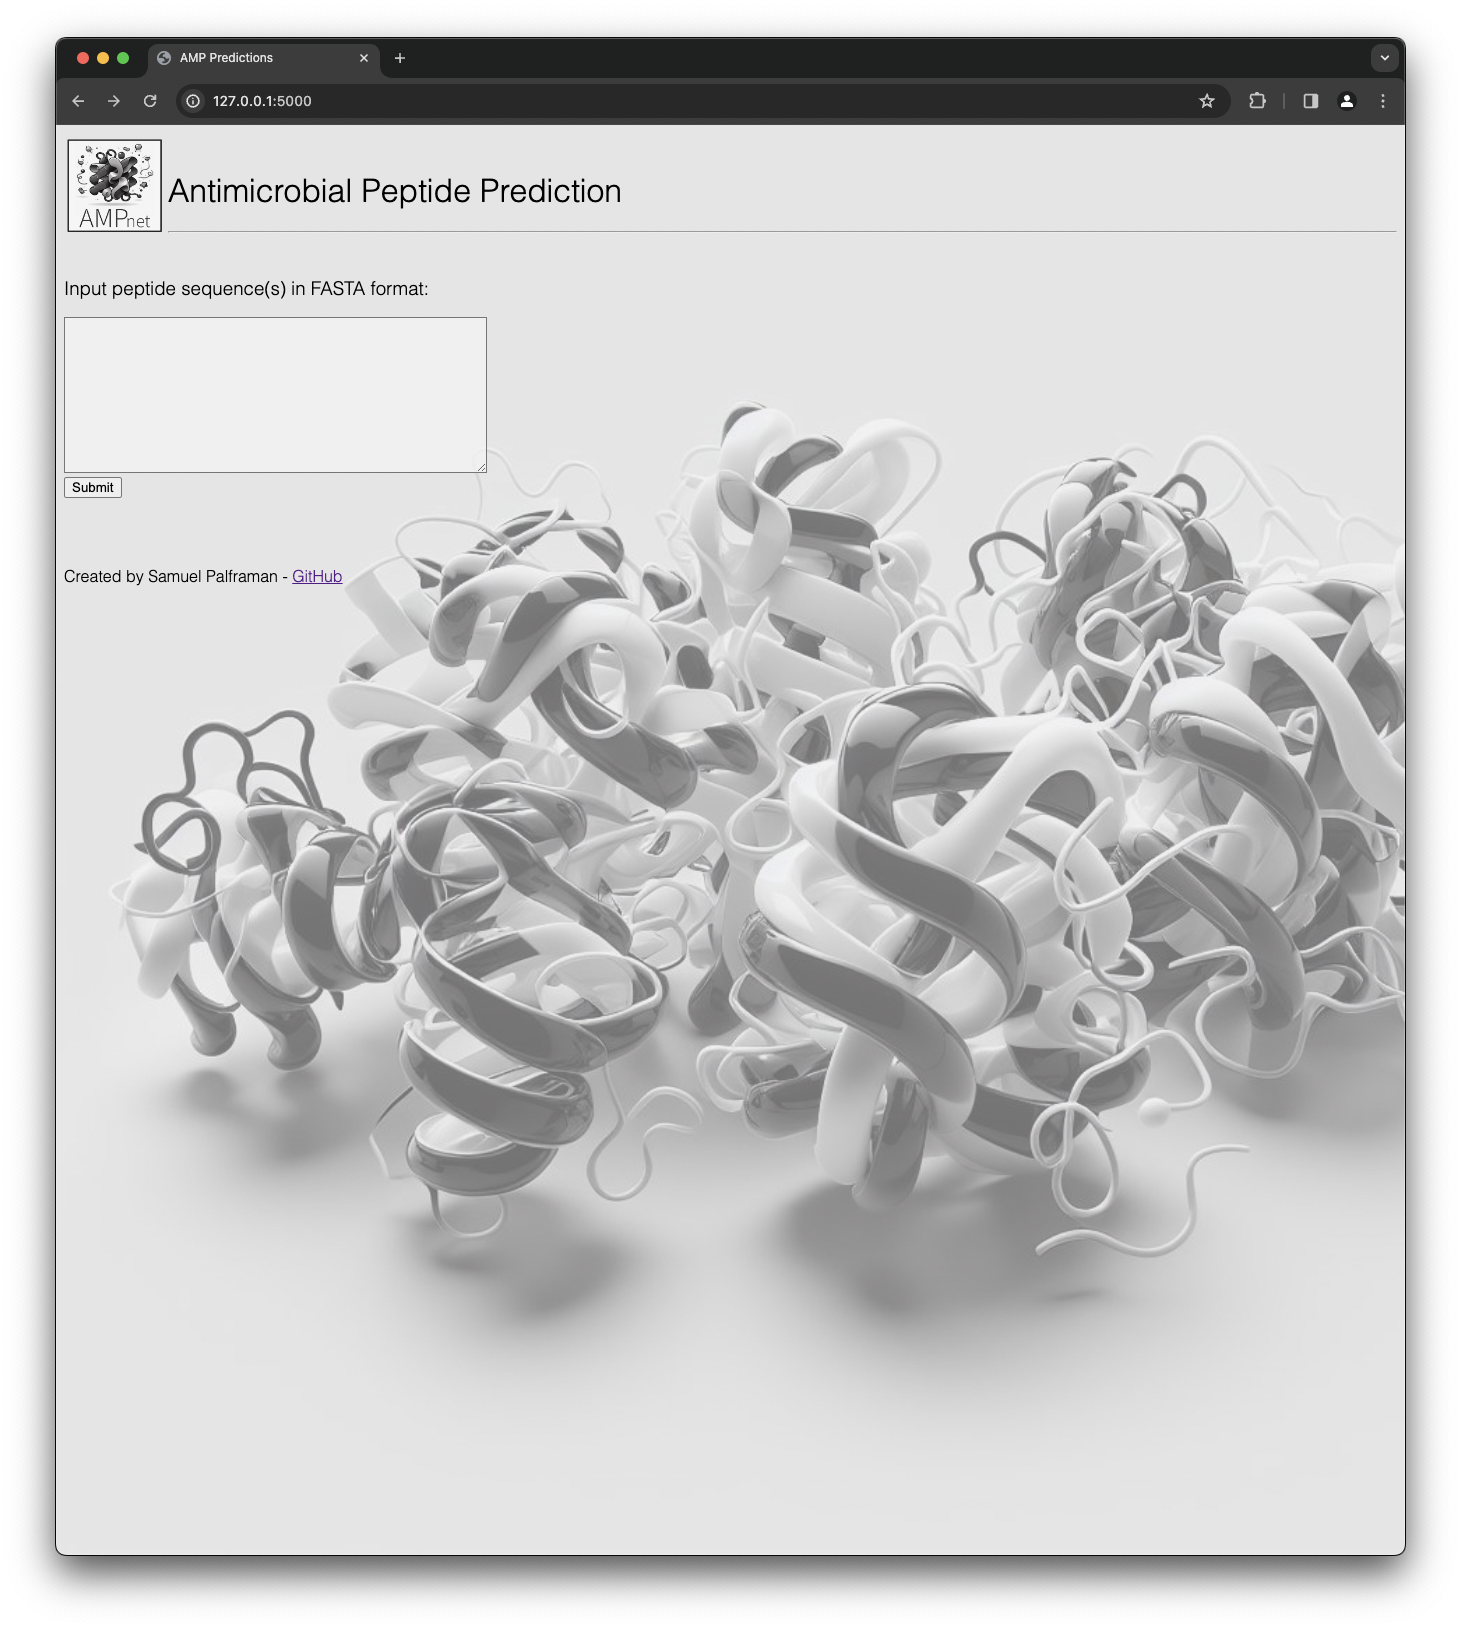 AMP Predictions
127.0.0.1:5000
AMPnet
Antimicrobial Peptide Prediction
Input peptide sequence(s) in FASTA format:
Submit
Created by Samuel Palframan - GitHub